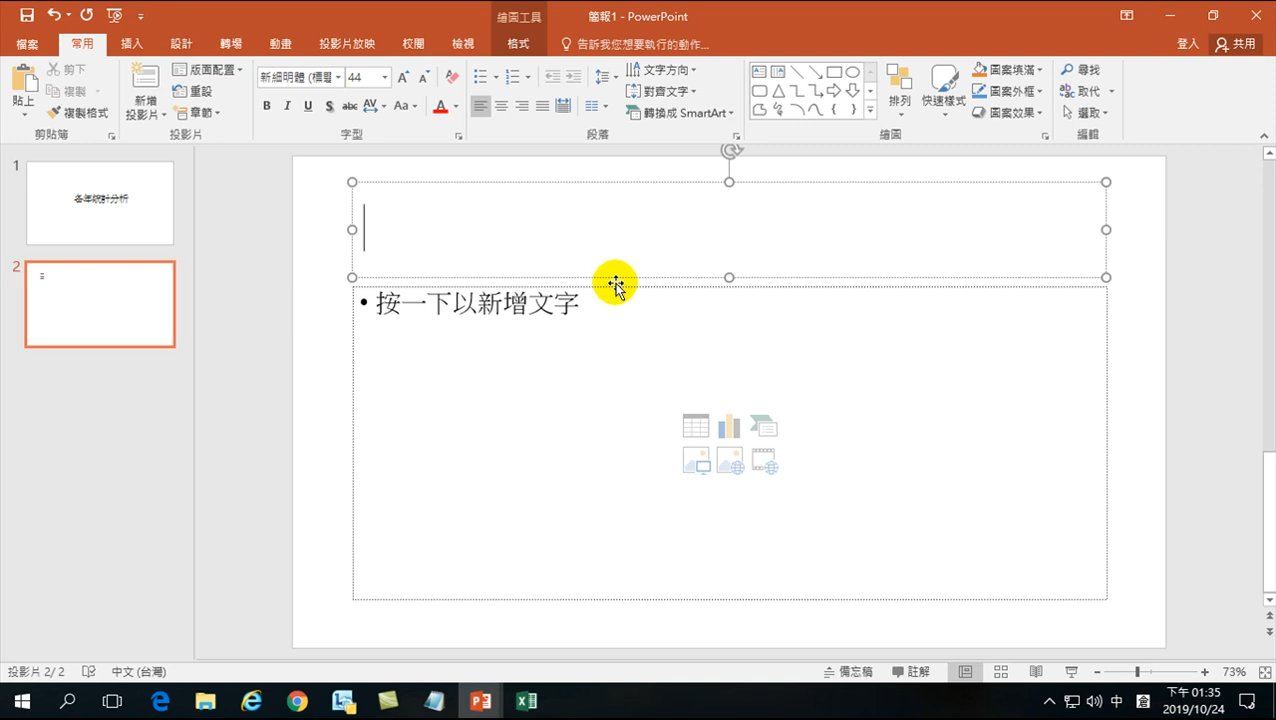 繪圖工具
簡報1 - PowerPoint
檔案 常用 插入 設計 轉場 動畫 投影片放映 校閱 檢視 格式 告訴我您想要執行的動作... 登入 共用
貼上 剪下 複製 複製格式 剪貼簿
新增投影片 版面配置 重設 章節 投影片
新細明體 (標題 44 字型
B I U S abc AV Aa A
文字方向 對齊文字 轉換成 SmartArt 段落
排列 快速樣式 圖案填滿 圖案外框 圖案效果 繪圖
尋找 取代 選取 編輯
1
各年統計分析
2
• 按一下以新增文字
投影片 2/2 中文 (台灣) 備忘稿 註解 73%
中 倉 下午 01:35
2019/10/24